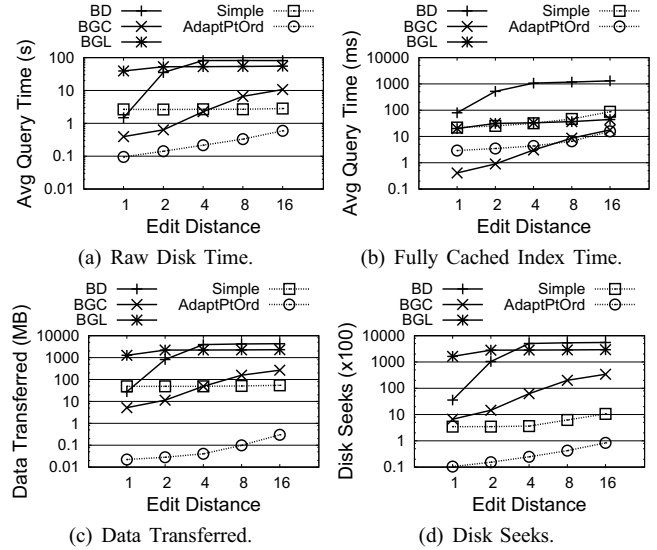 BD
BGC
BGL
Simple
AdaptPtOrd
Avg Query Time (s)
100
10
1
0.1
0.01
1 2 4 8 16
Edit Distance
(a) Raw Disk Time.
BD
BGC
BGL
Simple
AdaptPtOrd
Avg Query Time (ms)
10000
1000
100
10
1
0.1
1 2 4 8 16
Edit Distance
(b) Fully Cached Index Time.
BD
BGC
BGL
Simple
AdaptPtOrd
Data Transferred (MB)
10000
1000
100
10
1
0.1
0.01
1 2 4 8 16
Edit Distance
(c) Data Transferred.
BD
BGC
BGL
Simple
AdaptPtOrd
Disk Seeks (x100)
10000
1000
100
10
1
0.1
1 2 4 8 16
Edit Distance
(d) Disk Seeks.